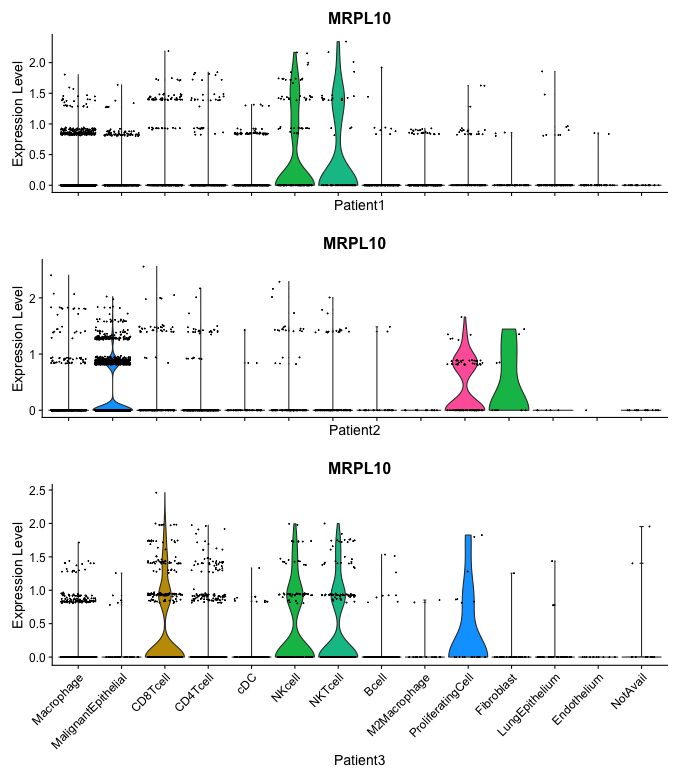 MRPL10
Expression Level
2.0
1.5
1.0
0.5
0.0
Patient1
MRPL10
Expression Level
2
1
0
Patient2
MRPL10
Expression Level
2.5
2.0
1.5
1.0
0.5
0.0
Macrophage
MalignantEpithelial
CD8Tcell
CD4Tcell
cDC
NKcell
NKTcell
Bcell
M2Macrophage
ProliferatingCell
Fibroblast
LungEpithelium
Endothelium
NotAvail
Patient3